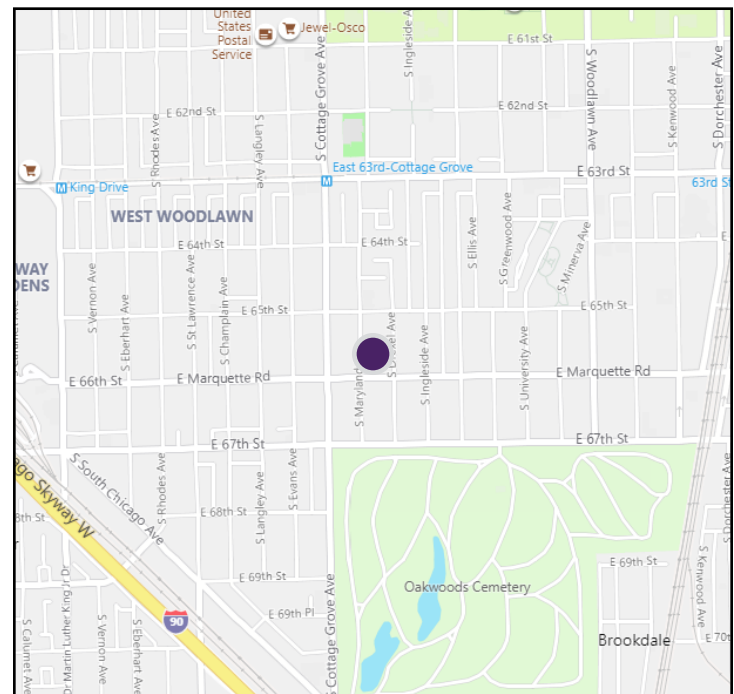 United
States
Postal
Service
Jewel-Osco
E 61st St
S Ingleside Av
S Cottage Grove Ave
S Woodlawn Ave
S Kenwood Ave
S Dorchester Ave
E 62nd St
E 62nd St
S Rhodes Ave
S Langley Ave
East 63rd-Cottage Grove
E 63rd St
M King Drive
M
63rd St
WEST WOODLAWN
E 64th St
E 64th St
S Ellis Ave
S Greenwood Ave
S Minerva Ave
WAY
DENS
S Vernon Ave
S Eberhart Ave
S St Lawrence Ave
S Champlain Ave
E 65th St
E 65th St
S Maryland
S Drexel Ave
S Ingleside Ave
S University Ave
E 66th St
E Marquette Rd
E Marquette Rd
E 67th St
E 67th St
S South Chicago Ave
ago Skyway W
S Rhodes Ave
S Langley Ave
S Evans Ave
8th St
E 68th St
E 69th St
E 69th Pl
S Cottage Grove Ave
Oakwoods Cemetery
E 69th St
S Kenwood Ave
S Dorchester Ave
90
Brookdale
E 70t
S Calumet Ave
Dr Martin Luther King Jr Dr
S Vernon Ave
S Eberhart Ave